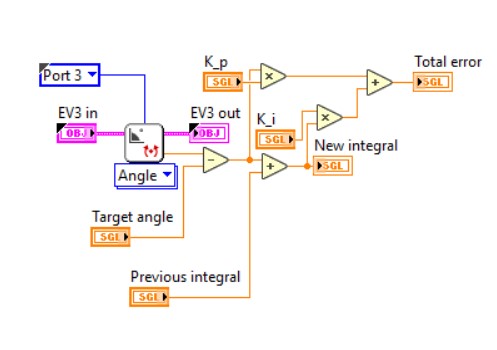 K_p
Total error
Port 3
SGL
SGL
EV3 in
EV3 out
K_i
OBJ
OBJ
SGL
New integral
SGL
Angle
Target angle
SGL
Previous integral
SGL